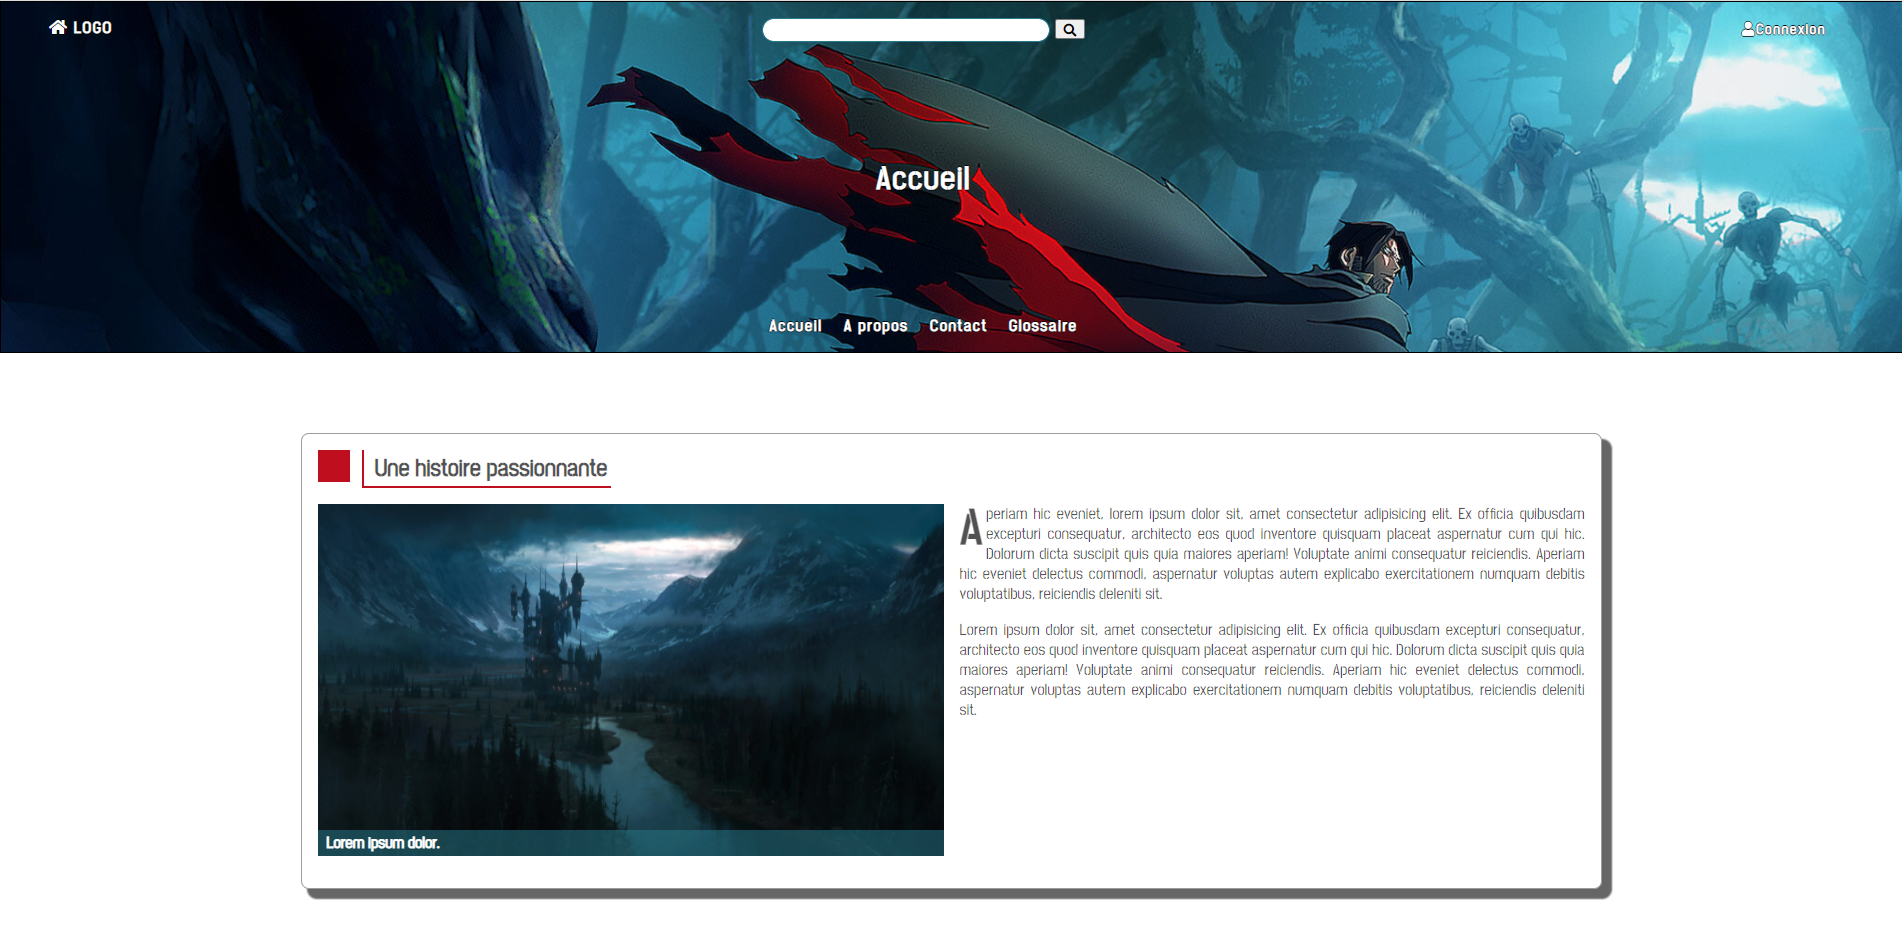 LOGO
Connexion
Accueil
Accueil A propos Contact Glossaire
Une histoire passionnante
Aperiam hic eveniet, lorem ipsum dolor sit, amet consectetur adipisicing elit. Ex officia quibusdam
excepturi consequatur, architecto eos quod inventore quisquam placeat aspernatur cum qui hic.
Dolorum dicta suscipit quis quia maiores aperiam! Voluptate animi consequatur reiciendis. Aperiam
hic eveniet delectus commodi, aspernatur voluptas autem explicabo exercitationem numquam debitis
voluptatibus, reiciendis deleniti sit.
Lorem ipsum dolor sit, amet consectetur adipisicing elit. Ex officia quibusdam excepturi consequatur,
architecto eos quod inventore quisquam placeat aspernatur cum qui hic. Dolorum dicta suscipit quis quia
maiores aperiam! Voluptate animi consequatur reiciendis. Aperiam hic eveniet delectus commodi,
aspernatur voluptas autem explicabo exercitationem numquam debitis voluptatibus, reiciendis deleniti
sit.
Lorem ipsum dolor.